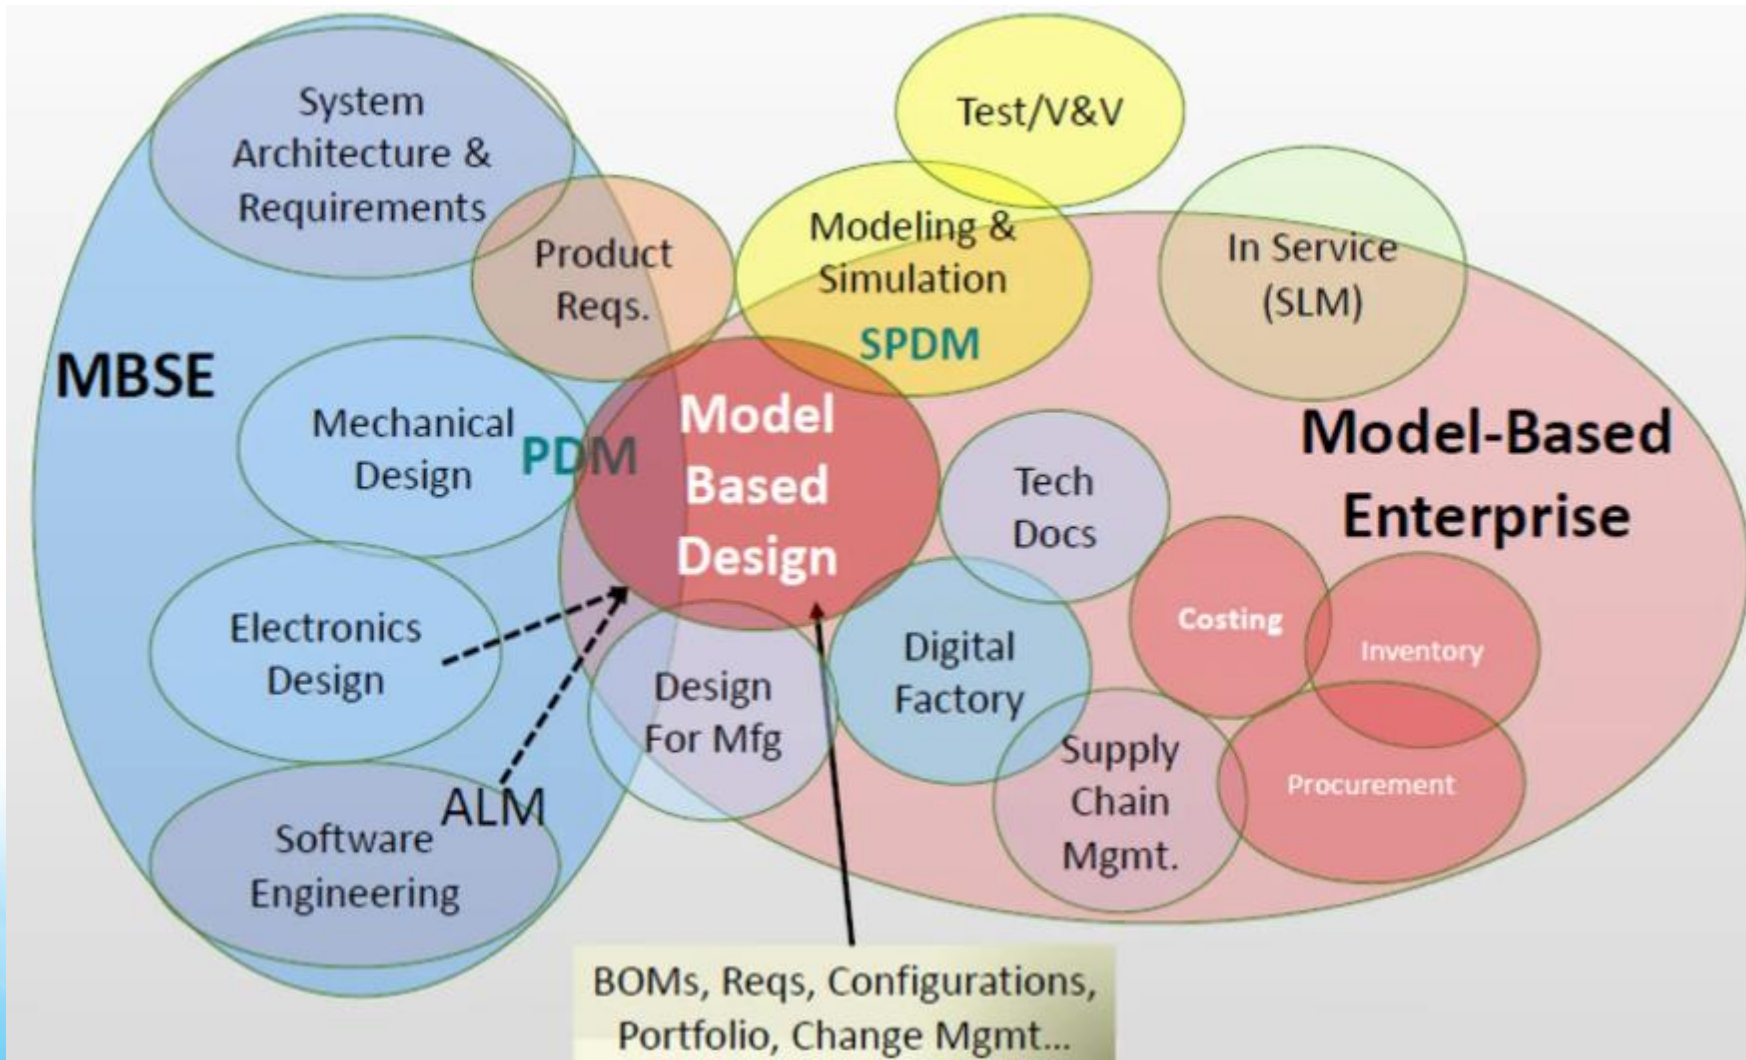 System
Architecture &
Requirements
Test/V&V
Product
Reqs.
Modeling &
Simulation
SPDM
In Service
(SLM)
MBSE
Mechanical
Design
PDM
Model
Based
Design
Model-Based
Enterprise
Tech
Docs
Electronics
Design
Design
For Mfg
Digital
Factory
Costing
Inventory
Supply
Chain
Mgmt.
Procurement
ALM
Software
Engineering
BOMs, Reqs, Configurations,
Portfolio, Change Mgmt...